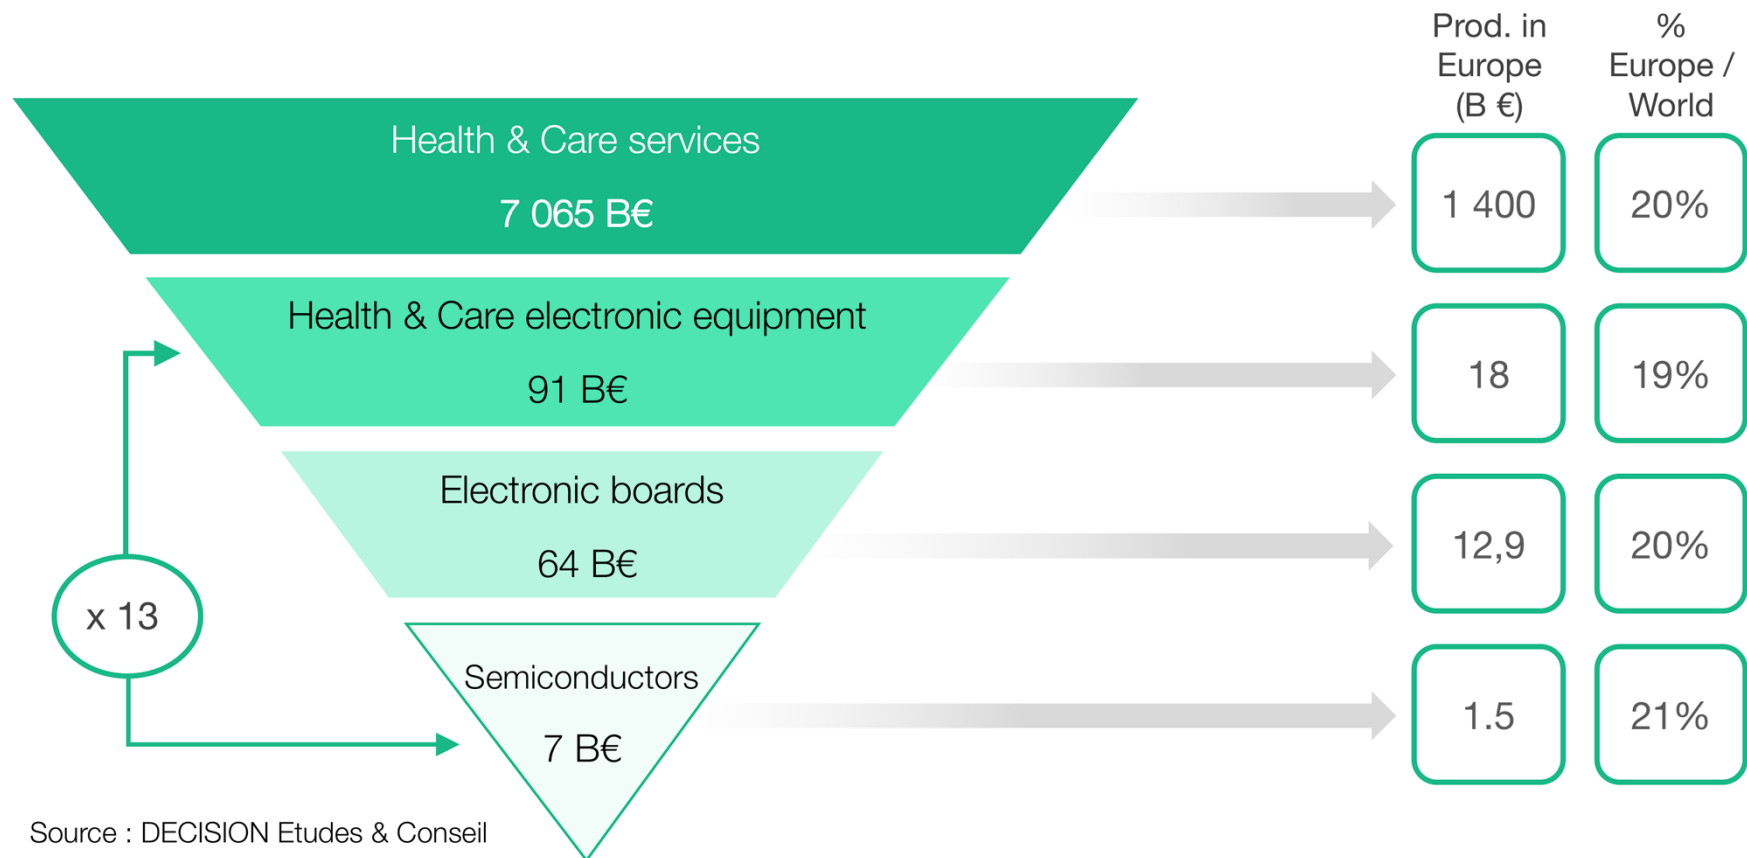 Prod. in
Europe
(B €)
%
Europe /
World
Health & Care services
7 065 B€
1 400
20%
Health & Care electronic equipment
91 B€
18
19%
Electronic boards
64 B€
12,9
20%
x 13
Semiconductors
7 B€
1.5
21%
Source : DECISION Etudes & Conseil